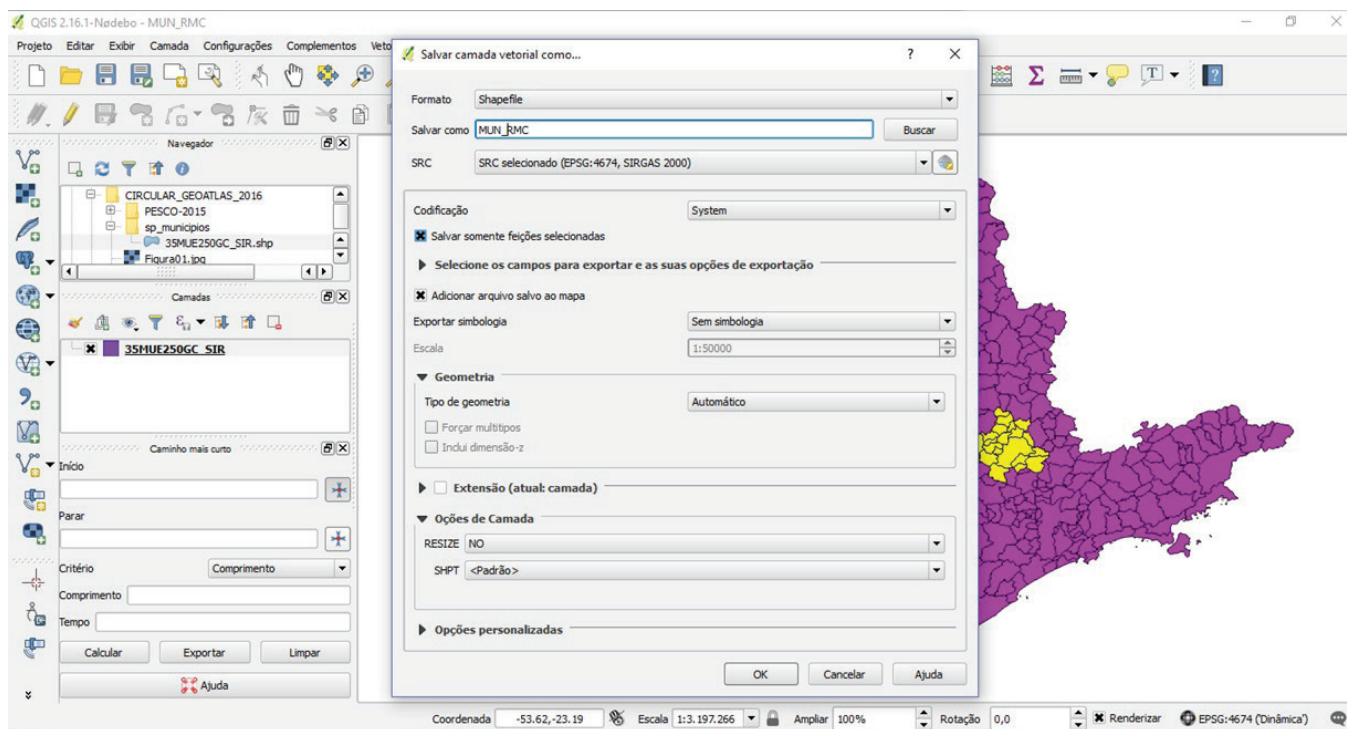 QGIS 2.16.1-Nødebo - MUN_RMC
Projeto Editar Exibir Camada Configurações Complementos Veto
Salvar camada vetorial como...
? X
Formato Shapefile
Salvar como MUN_RMC Buscar
SRC SRC selecionado (EPSG:4674, SIRGAS 2000)
Codificação System
Salvar somente feições selecionadas
Selecione os campos para exportar e as suas opções de exportação
Adicionar arquivo salvo ao mapa
Exportar simbologia Sem simbologia
Escala 1:50000
Geometria
Tipo de geometria Automático
Forçar multitipos
Inclui dimensão-z
Extensão (atual: camada)
Oções de Camada
RESIZE NO
SHPT <Padrão>
Opções personalizadas
OK Cancelar Ajuda
Navegador
CIRCULAR_GEOATLAS_2016
PESCO-2015
sp_municipios
35MUE250GC_SIR.shp
Figura01.jpg
Camadas
35MUE250GC_SIR
Caminho mais curto
Início
Parar
Critério Comprimento
Comprimento
Tempo
Calcular Exportar Limpar
Ajuda
Coordenada -53.62,-23.19 Escala 1:3.197.266 Ampliar 100% Rotação 0,0 Renderizar EPSG:4674 ('Dinâmica')